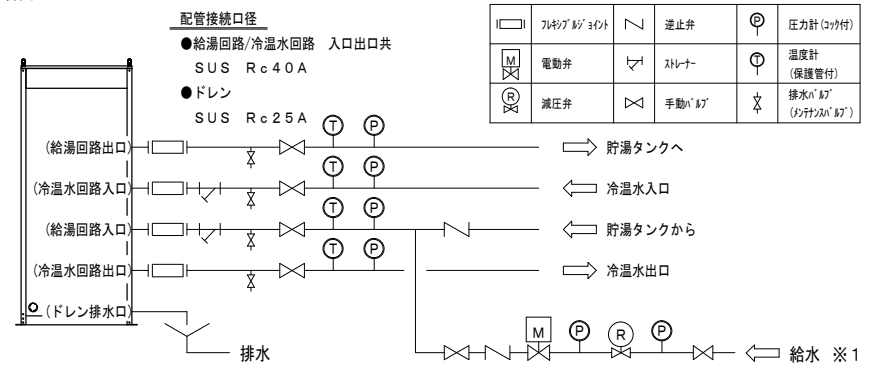 配管接続口径
●給湯回路/冷温水回路 入口出口共
SUS Rc40A
●ドレン
SUS Rc25A
フレキシブルジョイント
逆止弁
P
圧力計(コック付)
M
電動弁
ストレーナー
T
温度計
(保護管付)
R
減圧弁
手動バルブ
排水バルブ
(メンテナンスバルブ)
(給湯回路出口)
T
P
貯湯タンクへ
(冷温水回路入口)
T
P
冷温水入口
(給湯回路入口)
T
P
貯湯タンクから
(冷温水回路出口)
T
P
冷温水出口
(ドレン排水口)
排水
M
P
R
P
給水 ※1